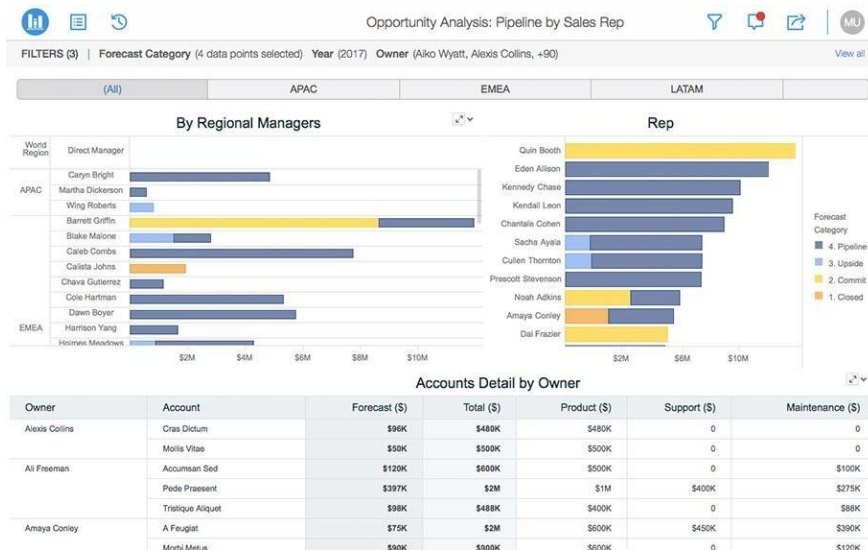 Opportunity Analysis: Pipeline by Sales Rep
MU
FILTERS (3) | Forecast Category (4 data points selected) Year (2017) Owner (Aiko Wyatt, Alexis Collins, +90)
View all
(All) APAC EMEA LATAM
By Regional Managers
World Region
Direct Manager
APAC
Caryn Bright
Martha Dickerson
Wing Roberts
EMEA
Barrett Griffin
Blake Malone
Caleb Combs
Calista Johns
Chava Gutierrez
Cole Hartman
Dawn Boyer
Harrison Yang
Holmes Meadows
$2M $4M $6M $8M $10M
Rep
Quin Booth
Eden Allison
Kennedy Chase
Kendall Leon
Chantale Cohen
Sacha Ayala
Cullen Thornton
Prescott Stevenson
Noah Adkins
Amaya Conley
Dai Frazier
$2M $6M $10M
Forecast
Category
4. Pipeline
3. Upside
2. Commit
1. Closed
Accounts Detail by Owner
Owner Account Forecast ($) Total ($) Product ($) Support ($) Maintenance ($)
Alexis Collins Cras Dictum $96K $480K $480K 0 0
Mollis Vitae $50K $500K $500K 0 0
Ali Freeman Accumsan Sed $120K $600K $500K 0 $100K
Pede Praesent $397K $2M $1M $400K $275K
Tristique Aliquet $98K $488K $400K 0 $88K
Amaya Conley A Feugiat $75K $2M $600K $450K $390K
Morbi Metus $90K $900K $600K 0 $120K